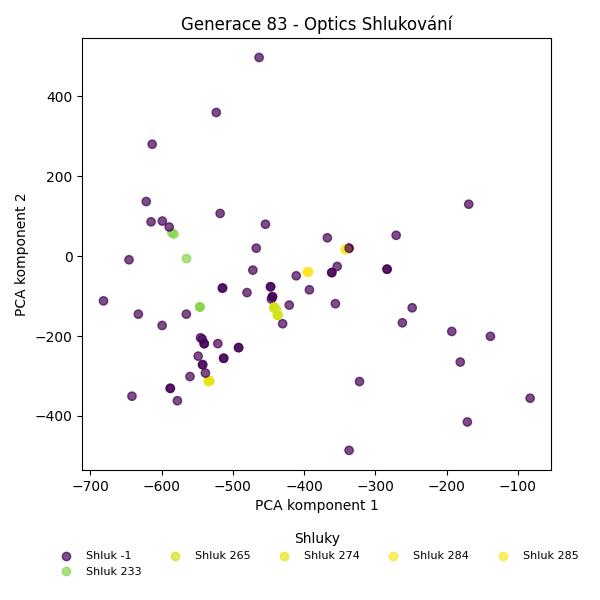 Generace 83 - Optics Shlukování
400
200
0
−200
−400
PCA komponent 2
−700 −600 −500 −400 −300 −200 −100
PCA komponent 1
Shluky
Shluk -1 Shluk 265 Shluk 274 Shluk 284 Shluk 285
Shluk 233